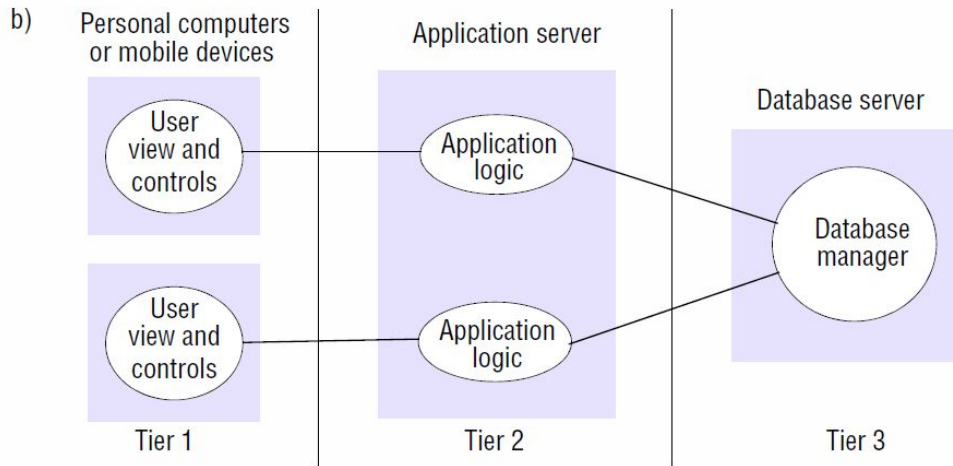 b)
Personal computers
or mobile devices
Application server
Database server
User
view and
controls
Application
logic
Database
manager
User
view and
controls
Application
logic
Tier 1
Tier 2
Tier 3